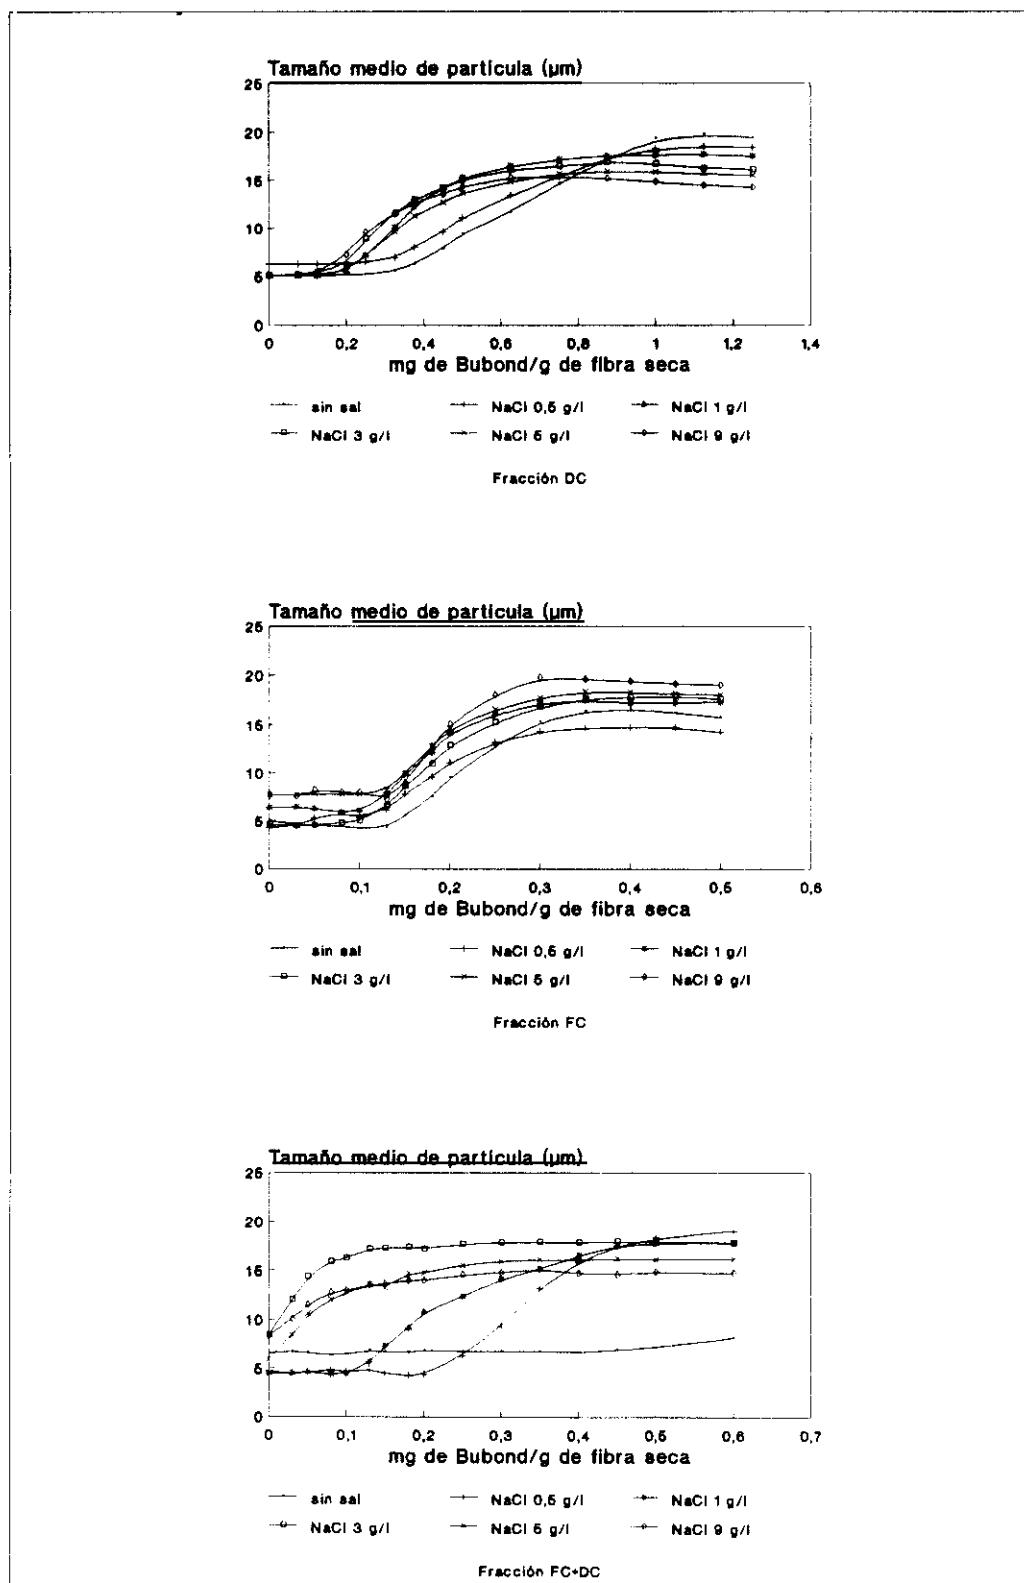 Tamaño medio de partícula (µm)
25
20
15
10
5
0
0 0,2 0,4 0,6 0,8 1 1,2 1,4
mg de Bubond/g de fibra seca
sin sal NaCl 0,5 g/l NaCl 1 g/l
NaCl 3 g/l NaCl 5 g/l NaCl 9 g/l
Fracción DC
Tamaño medio de partícula (µm)
25
20
15
10
5
0
0 0,1 0,2 0,3 0,4 0,5 0,6
mg de Bubond/g de fibra seca
sin sal NaCl 0,5 g/l NaCl 1 g/l
NaCl 3 g/l NaCl 5 g/l NaCl 9 g/l
Fracción FC
Tamaño medio de partícula (µm)
25
20
15
10
5
0
0 0,1 0,2 0,3 0,4 0,5 0,6 0,7
mg de Bubond/g de fibra seca
sin sal NaCl 0,5 g/l NaCl 1 g/l
NaCl 3 g/l NaCl 5 g/l NaCl 9 g/l
Fracción FC+DC